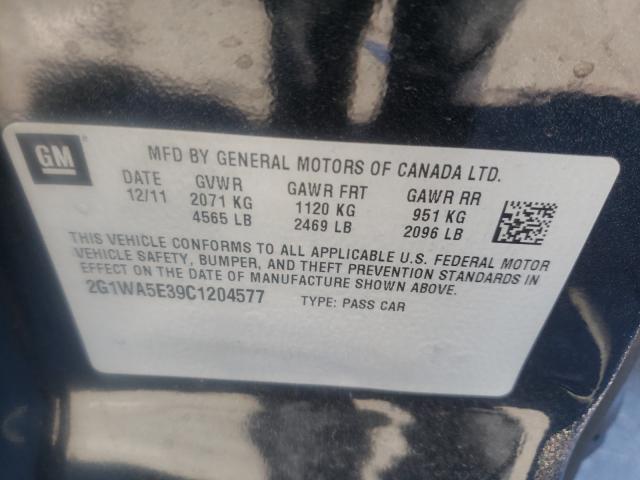 GM
MFD BY GENERAL MOTORS OF CANADA LTD.
DATE GVWR GAWR FRT GAWR RR
12/11 2071 KG 1120 KG 951 KG
4565 LB 2469 LB 2096 LB
THIS VEHICLE CONFORMS TO ALL APPLICABLE U.S. FEDERAL MOTOR
VEHICLE SAFETY, BUMPER, AND THEFT PREVENTION STANDARDS IN
EFFECT ON THE DATE OF MANUFACTURE SHOWN ABOVE.
2G1WA5E39C1204577 TYPE: PASS CAR